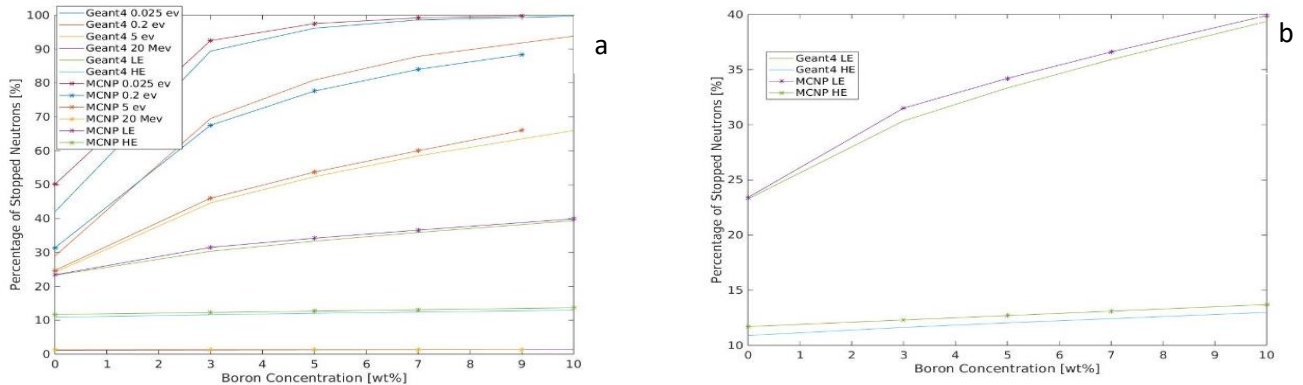 100
90
80
70
60
50
40
30
20
10
0
Percentage of Stopped Neutrons [%]
Geant4 0.025 ev
Geant4 0.2 ev
Geant4 5 ev
Geant4 20 Mev
Geant4 LE
Geant4 HE
MCNP 0.025 ev
MCNP 0.2 ev
MCNP 5 ev
MCNP 20 Mev
MCNP LE
MCNP HE
0 1 2 3 4 5 6 7 8 9 10
Boron Concentration [wt%]
a
40
35
30
25
20
15
10
Percentage of Stopped Neutrons [%]
Geant4 LE
Geant4 HE
MCNP LE
MCNP HE
0 1 2 3 4 5 6 7 8 9 10
Boron Concentration [wt%]
b